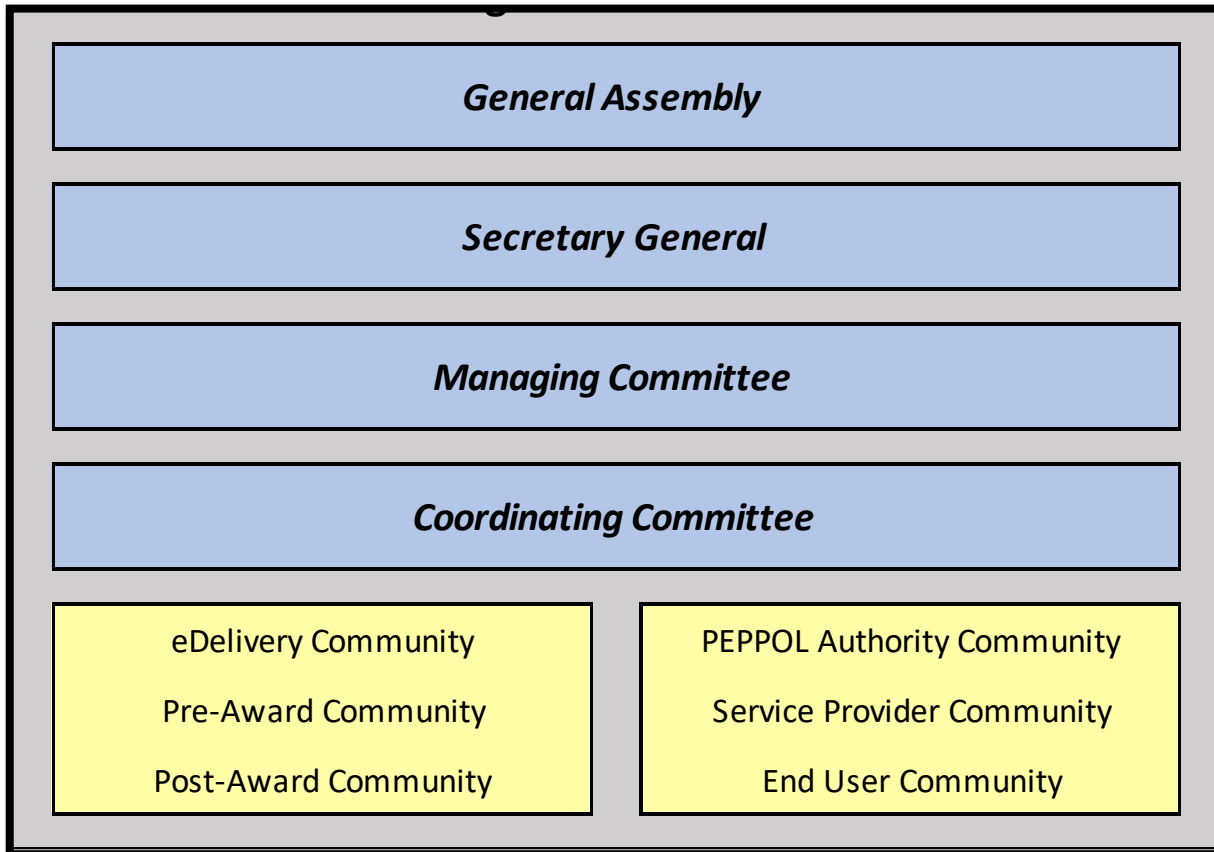 General Assembly
Secretary General
Managing Committee
Coordinating Committee
eDelivery Community
Pre-Award Community
Post-Award Community
PEPPOL Authority Community
Service Provider Community
End User Community